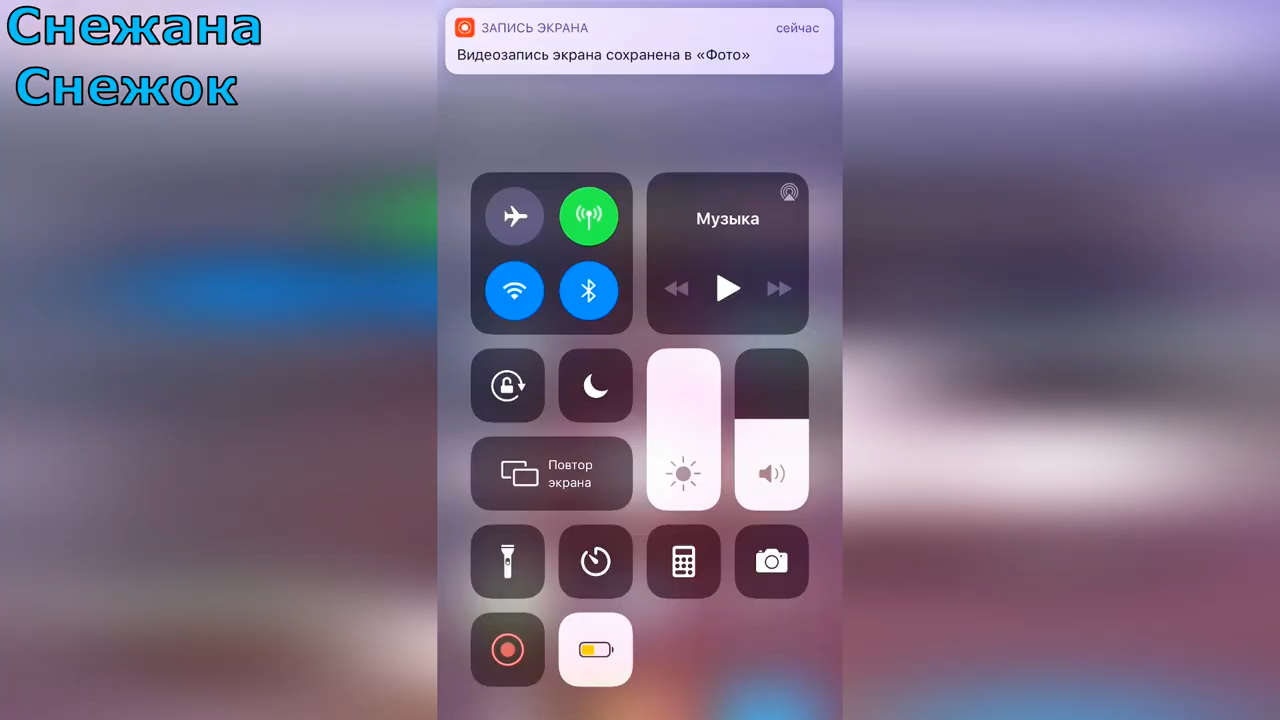 Снежана
Снежок
ЗАПИСЬ ЭКРАНА
сейчас
Видеозапись экрана сохранена в «Фото»
Музыка
Повтор
экрана